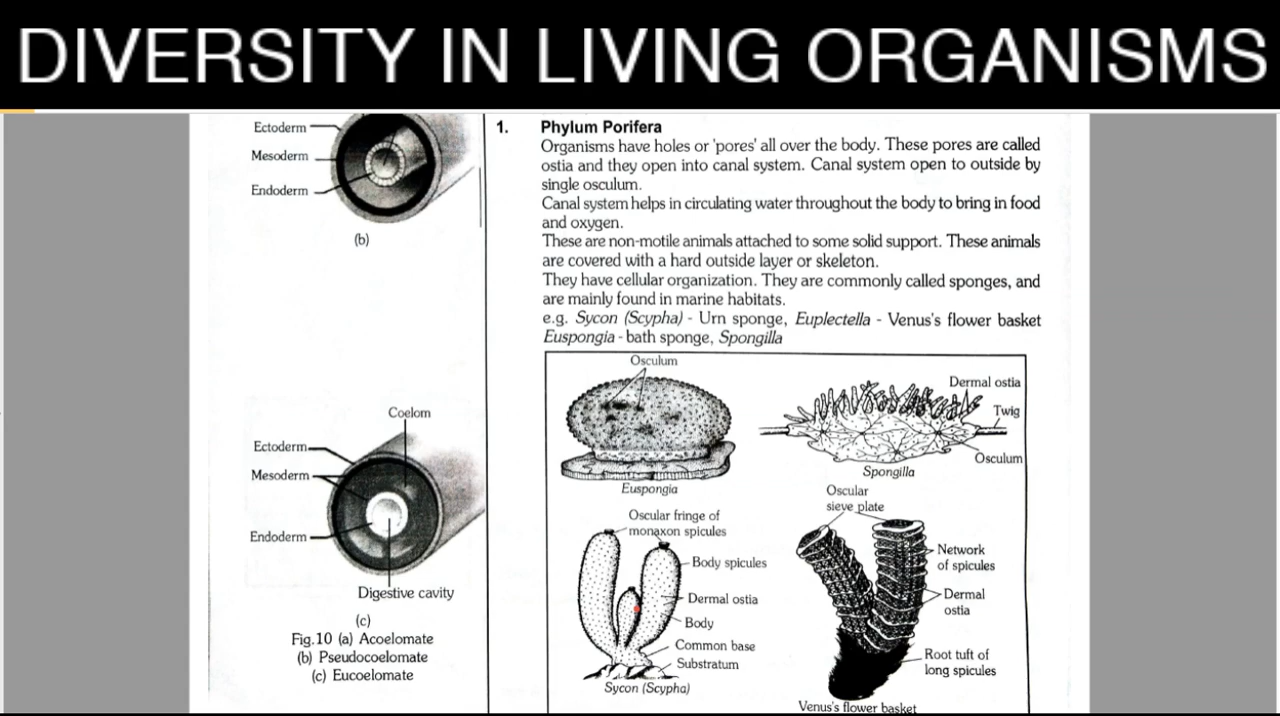 DIVERSITY IN LIVING ORGANISMS
Ectoderm
Mesoderm
Endoderm
(b)
Coelom
Ectoderm
Mesoderm
Endoderm
Digestive cavity
(c)
Fig.10 (a) Acoelomate
(b) Pseudocoelomate
(c) Eucoelomate
1. Phylum Porifera
Organisms have holes or 'pores' all over the body. These pores are called
ostia and they open into canal system. Canal system open to outside by
single osculum.
Canal system helps in circulating water throughout the body to bring in food
and oxygen.
These are non-motile animals attached to some solid support. These animals
are covered with a hard outside layer or skeleton.
They have cellular organization. They are commonly called sponges, and
are mainly found in marine habitats.
e.g. Sycon (Scypha) - Urn sponge, Euplectella - Venus's flower basket
Euspongia - bath sponge, Spongilla
Osculum
Euspongia
Dermal ostia
Twig
Osculum
Spongilla
Oscular fringe of
monaxon spicules
Body spicules
Dermal ostia
Body
Common base
Substratum
Sycon (Scypha)
Oscular
sieve plate
Network
of spicules
Dermal
ostia
Root tuft of
long spicules
Venus's flower basket